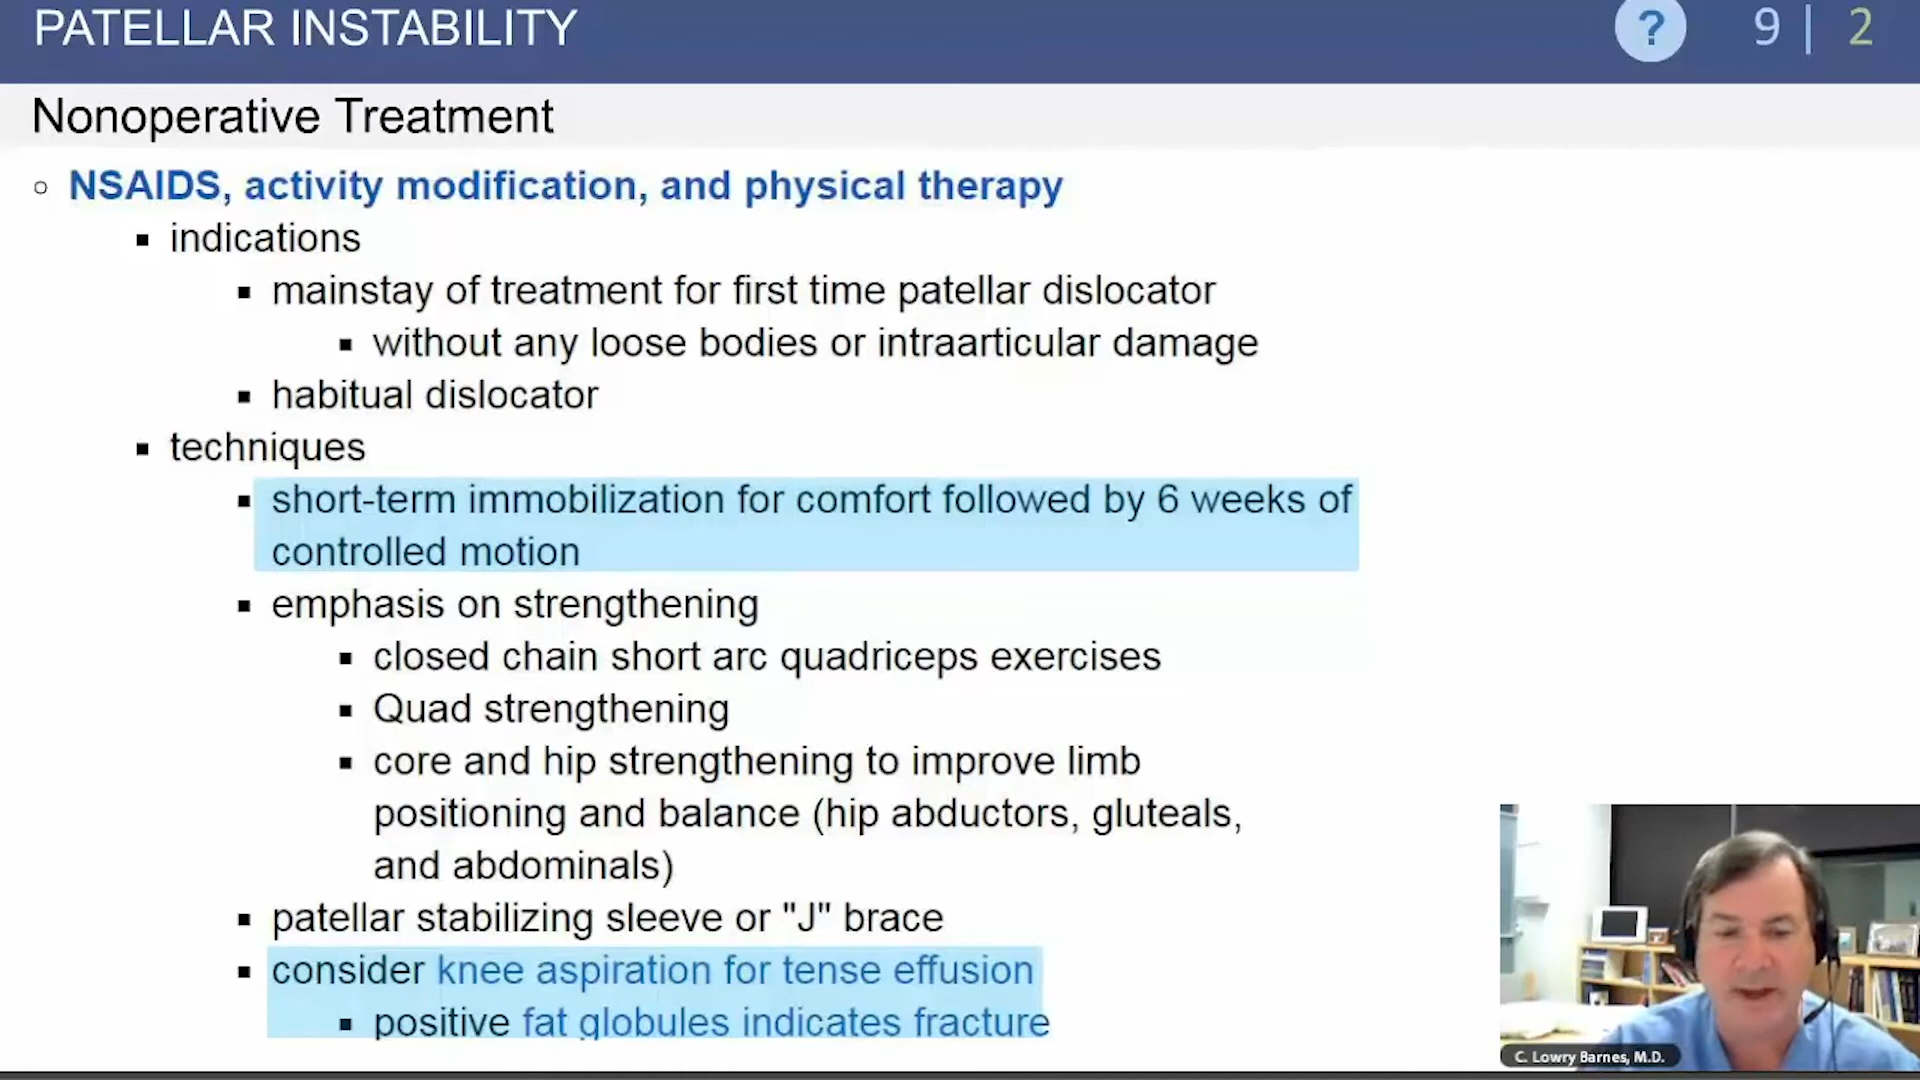 PATELLAR INSTABILITY
? 9 | 2
Nonoperative Treatment
NSAIDS, activity modification, and physical therapy
indications
mainstay of treatment for first time patellar dislocator
without any loose bodies or intraarticular damage
habitual dislocator
techniques
short-term immobilization for comfort followed by 6 weeks of
controlled motion
emphasis on strengthening
closed chain short arc quadriceps exercises
Quad strengthening
core and hip strengthening to improve limb
positioning and balance (hip abductors, gluteals,
and abdominals)
patellar stabilizing sleeve or "J" brace
consider knee aspiration for tense effusion
positive fat globules indicates fracture
C. Lowry Barnes, M.D.